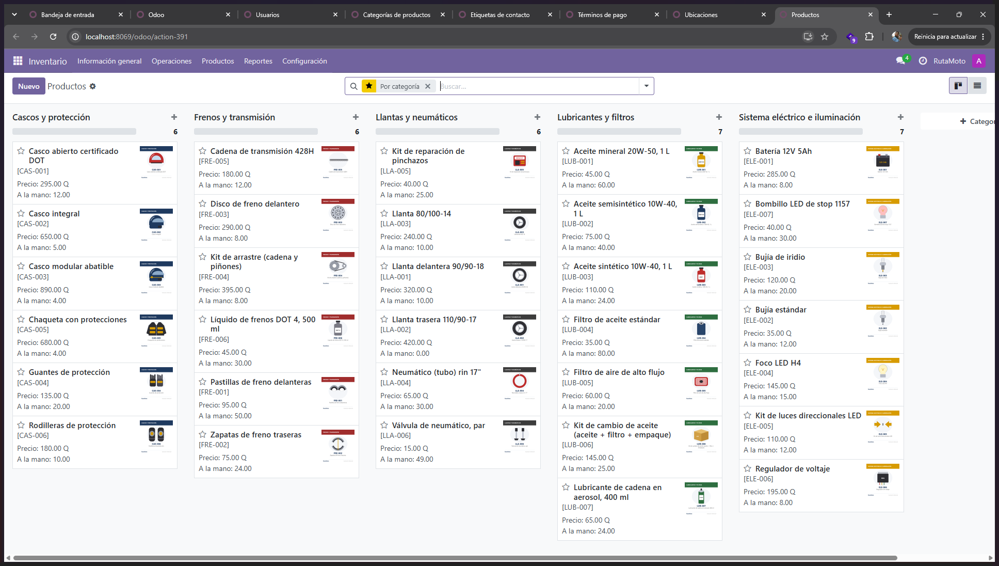 Bandeja de entrada
Odoo
Usuarios
Categorías de productos
Etiquetas de contacto
Términos de pago
Ubicaciones
Productos
localhost:8069/odoo/action-391
9
Reinicia para actualizar
Inventario
Información general
Operaciones
Productos
Reportes
Configuración
4
RutaMoto
A
Nuevo
Productos
Por categoría
Buscar...
Cascos y protección
6
Casco abierto certificado
DOT
[CAS-001]
Precio: 295.00 Q
A la mano: 12.00
Casco integral
[CAS-002]
Precio: 650.00 Q
A la mano: 5.00
Casco modular abatible
[CAS-003]
Precio: 890.00 Q
A la mano: 4.00
Chaqueta con protecciones
[CAS-005]
Precio: 680.00 Q
A la mano: 4.00
Guantes de protección
[CAS-004]
Precio: 135.00 Q
A la mano: 20.00
Rodilleras de protección
[CAS-006]
Precio: 180.00 Q
A la mano: 10.00
Frenos y transmisión
6
Cadena de transmisión 428H
[FRE-005]
Precio: 180.00 Q
A la mano: 12.00
Disco de freno delantero
[FRE-003]
Precio: 290.00 Q
A la mano: 8.00
Kit de arrastre (cadena y
piñones)
[FRE-004]
Precio: 395.00 Q
A la mano: 8.00
Líquido de frenos DOT 4, 500
ml
[FRE-006]
Precio: 45.00 Q
A la mano: 30.00
Pastillas de freno delanteras
[FRE-001]
Precio: 95.00 Q
A la mano: 50.00
Zapatas de freno traseras
[FRE-002]
Precio: 75.00 Q
A la mano: 24.00
Llantas y neumáticos
6
Kit de reparación de
pinchazos
[LLA-005]
Precio: 40.00 Q
A la mano: 25.00
Llanta 80/100-14
[LLA-003]
Precio: 240.00 Q
A la mano: 10.00
Llanta delantera 90/90-18
[LLA-001]
Precio: 320.00 Q
A la mano: 10.00
Llanta trasera 110/90-17
[LLA-002]
Precio: 420.00 Q
A la mano: 0.00
Neumático (tubo) rin 17"
[LLA-004]
Precio: 65.00 Q
A la mano: 30.00
Válvula de neumático, par
[LLA-006]
Precio: 15.00 Q
A la mano: 49.00
Lubricantes y filtros
7
Aceite mineral 20W-50, 1 L
[LUB-001]
Precio: 45.00 Q
A la mano: 60.00
Aceite semisintético 10W-40,
1 L
[LUB-002]
Precio: 75.00 Q
A la mano: 40.00
Aceite sintético 10W-40, 1 L
[LUB-003]
Precio: 110.00 Q
A la mano: 24.00
Filtro de aceite estándar
[LUB-004]
Precio: 35.00 Q
A la mano: 80.00
Filtro de aire de alto flujo
[LUB-005]
Precio: 60.00 Q
A la mano: 20.00
Kit de cambio de aceite
(aceite + filtro + empaque)
[LUB-006]
Precio: 145.00 Q
A la mano: 25.00
Lubricante de cadena en
aerosol, 400 ml
[LUB-007]
Precio: 65.00 Q
A la mano: 24.00
Sistema eléctrico e iluminación
7
Batería 12V 5Ah
[ELE-001]
Precio: 285.00 Q
A la mano: 8.00
Bombillo LED de stop 1157
[ELE-007]
Precio: 40.00 Q
A la mano: 30.00
Bujía de iridio
[ELE-003]
Precio: 120.00 Q
A la mano: 20.00
Bujía estándar
[ELE-002]
Precio: 35.00 Q
A la mano: 12.00
Foco LED H4
[ELE-004]
Precio: 145.00 Q
A la mano: 15.00
Kit de luces direccionales LED
[ELE-005]
Precio: 110.00 Q
A la mano: 12.00
Regulador de voltaje
[ELE-006]
Precio: 195.00 Q
A la mano: 8.00
Categor